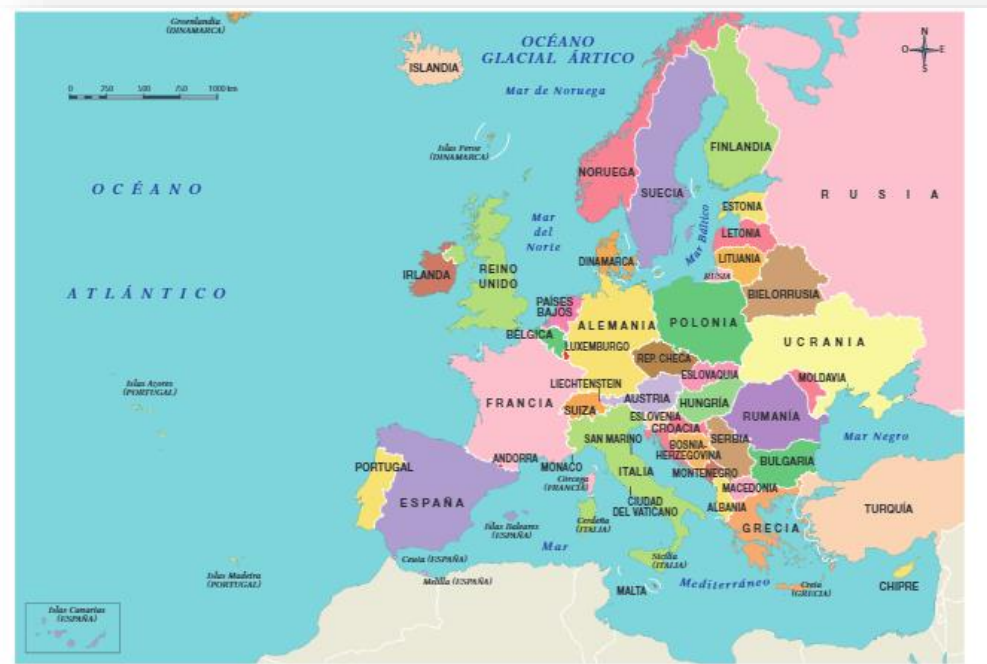 Groenlandia
(DINAMARCA)
ISLANDIA
OCÉANO
GLACIAL ÁRTICO
N
O
E
S
0 250 500 750 1000 km
Mar de Noruega
Islas Feroe
(DINAMARCA)
NORUEGA
SUECIA
FINLANDIA
RUSIA
OCÉANO
ATLÁNTICO
Mar
del
Norte
Mar Báltico
ESTONIA
LETONIA
LITUANIA
RUSIA
DINAMARCA
IRLANDA
REINO
UNIDO
BIELORRUSIA
PAÍSES
BAJOS
BÉLGICA
ALEMANIA
POLONIA
UCRANIA
LUXEMBURGO
REP. CHECA
ESLOVAQUIA
MOLDAVIA
LIECHTENSTEIN
AUSTRIA
HUNGRÍA
FRANCIA
SUIZA
ESLOVENIA
CROACIA
RUMANÍA
SAN MARINO
BOSNIA-
HERZEGOVINA
SERBIA
Mar Negro
Islas Azores
(PORTUGAL)
PORTUGAL
ESPAÑA
ANDORRA
MONACO
Córcega
(FRANCIA)
ITALIA
MONTENEGRO
BULGARIA
MACEDONIA
CIUDAD
DEL VATICANO
ALBANIA
GRECIA
TURQUÍA
Islas Baleares
(ESPAÑA)
Cerdeña
(ITALIA)
Mar
Mediterráneo
Sicilia
(ITALIA)
Ceuta (ESPAÑA)
Melilla (ESPAÑA)
Islas Madeira
(PORTUGAL)
MALTA
Creta
(GRECIA)
CHIPRE
Islas Canarias
(ESPAÑA)